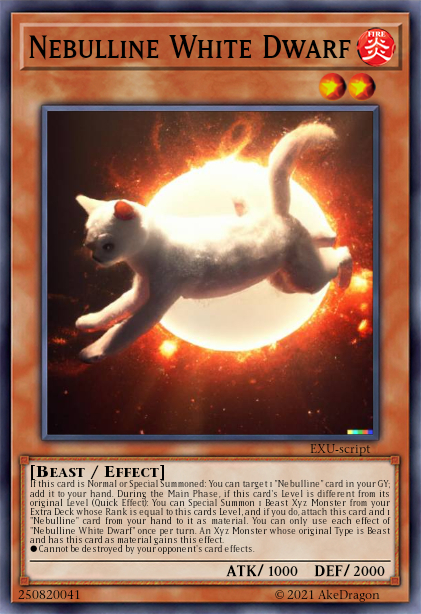 Nebulline White Dwarf
FIRE
炎
EXU-script
[Beast / Effect]
If this card is Normal or Special Summoned: You can target 1 "Nebulline" card in your GY;
add it to your hand. During the Main Phase, if this card's Level is different from its
original Level (Quick Effect): You can Special Summon 1 Beast Xyz Monster from your
Extra Deck whose Rank is equal to this cards Level, and if you do, attach this card and 1
"Nebulline" card from your hand to it as material. You can only use each effect of
"Nebulline White Dwarf" once per turn. An Xyz Monster whose original Type is Beast
and has this card as material gains this effect.
●Cannot be destroyed by your opponent's card effects.
ATK/ 1000 DEF/ 2000
250820041 © 2021 AkeDragon